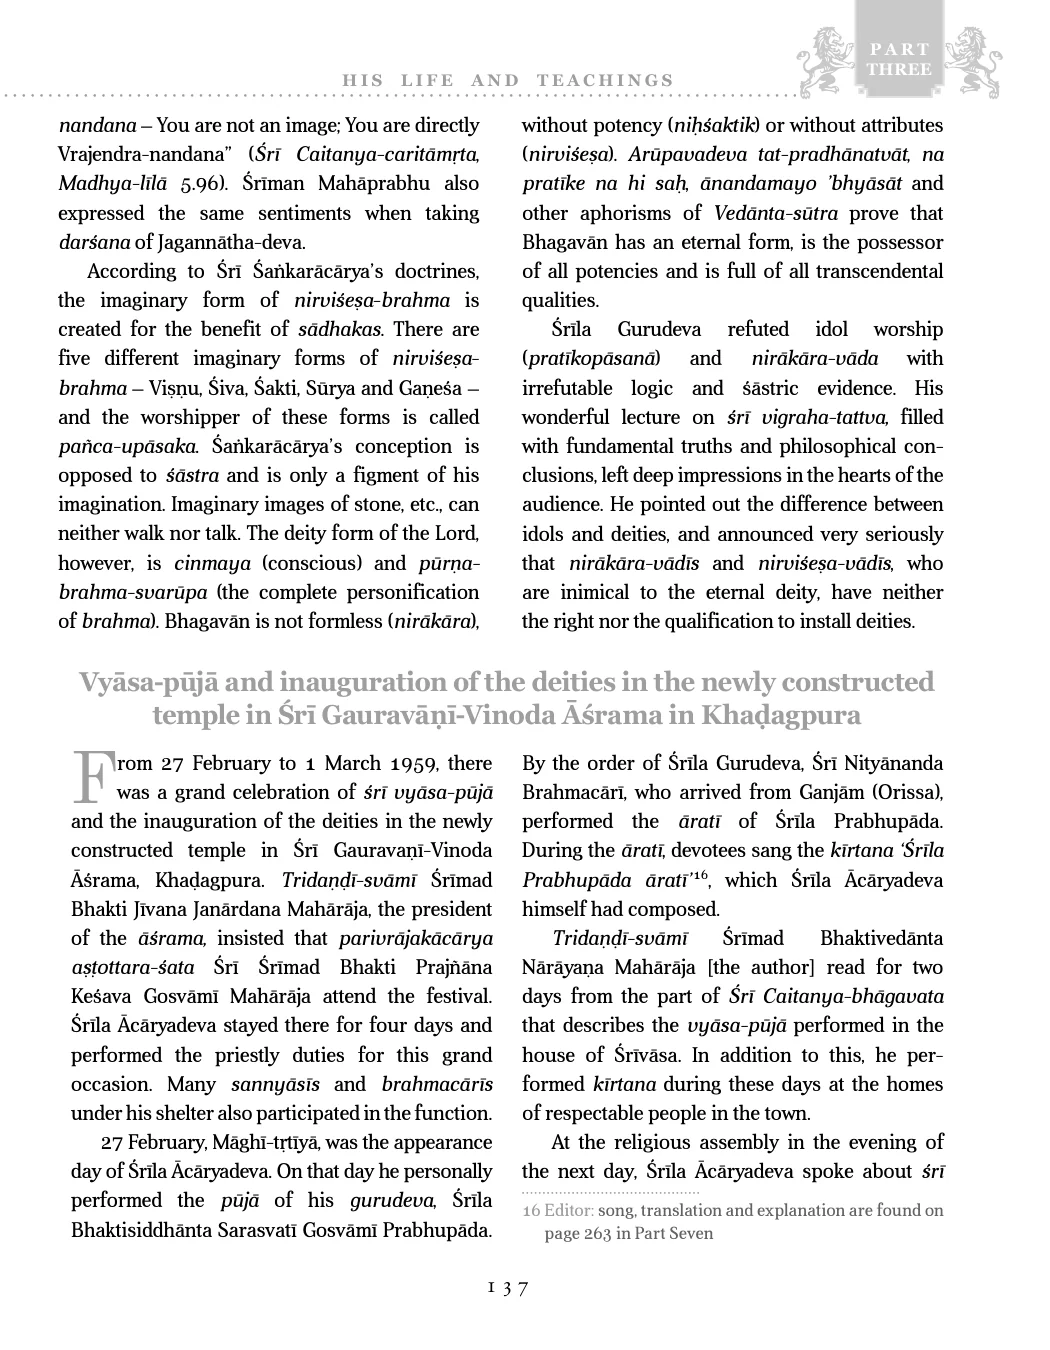 PART
THREE
HIS LIFE AND TEACHINGS
nandana – You are not an image; You are directly
Vrajendra-nandana” (Śrī Caitanya-caritāmṛta,
Madhya-līlā 5.96). Śrīman Mahāprabhu also
expressed the same sentiments when taking
darśana of Jagannātha-deva.
According to Śrī Śaṅkarācārya’s doctrines,
the imaginary form of nirviśeṣa-brahma is
created for the benefit of sādhakas. There are
five different imaginary forms of nirviśeṣa-
brahma – Viṣṇu, Śiva, Śakti, Sūrya and Gaṇeśa –
and the worshipper of these forms is called
pañca-upāsaka. Śaṅkarācārya’s conception is
opposed to śāstra and is only a figment of his
imagination. Imaginary images of stone, etc., can
neither walk nor talk. The deity form of the Lord,
however, is cinmaya (conscious) and pūrṇa-
brahma-svarūpa (the complete personification
of brahma). Bhagavān is not formless (nirākāra),
without potency (niḥśaktik) or without attributes
(nirviśeṣa). Arūpavadeva tat-pradhānatvāt, na
pratīke na hi saḥ, ānandamayo ’bhyāsāt and
other aphorisms of Vedānta-sūtra prove that
Bhagavān has an eternal form, is the possessor
of all potencies and is full of all transcendental
qualities.
Śrīla Gurudeva refuted idol worship
(pratīkopāsanā) and nirākāra-vāda with
irrefutable logic and śāstric evidence. His
wonderful lecture on śrī vigraha-tattva, filled
with fundamental truths and philosophical con-
clusions, left deep impressions in the hearts of the
audience. He pointed out the difference between
idols and deities, and announced very seriously
that nirākāra-vādīs and nirviśeṣa-vādīs, who
are inimical to the eternal deity, have neither
the right nor the qualification to install deities.
Vyāsa-pūjā and inauguration of the deities in the newly constructed
temple in Śrī Gauravāṇī-Vinoda Āśrama in Khaḍagpura
From 27 February to 1 March 1959, there
was a grand celebration of śrī vyāsa-pūjā
and the inauguration of the deities in the newly
constructed temple in Śrī Gauravaṇī-Vinoda
Āśrama, Khaḍagpura. Tridaṇḍī-svāmī Śrīmad
Bhakti Jīvana Janārdana Mahārāja, the president
of the āśrama, insisted that parivrājakācārya
aṣṭottara-śata Śrī Śrīmad Bhakti Prajñāna
Keśava Gosvāmī Mahārāja attend the festival.
Śrīla Ācāryadeva stayed there for four days and
performed the priestly duties for this grand
occasion. Many sannyāsīs and brahmacārīs
under his shelter also participated in the function.
27 February, Māghī-tṛtīyā, was the appearance
day of Śrīla Ācāryadeva. On that day he personally
performed the pūjā of his gurudeva, Śrīla
Bhaktisiddhānta Sarasvatī Gosvāmī Prabhupāda.
By the order of Śrīla Gurudeva, Śrī Nityānanda
Brahmacārī, who arrived from Ganjām (Orissa),
performed the āratī of Śrīla Prabhupāda.
During the āratī, devotees sang the kīrtana ‘Śrīla
Prabhupāda āratī’16, which Śrīla Ācāryadeva
himself had composed.
Tridaṇḍī-svāmī Śrīmad Bhaktivedānta
Nārāyaṇa Mahārāja [the author] read for two
days from the part of Śrī Caitanya-bhāgavata
that describes the vyāsa-pūjā performed in the
house of Śrīvāsa. In addition to this, he per-
formed kīrtana during these days at the homes
of respectable people in the town.
At the religious assembly in the evening of
the next day, Śrīla Ācāryadeva spoke about śrī
16 Editor: song, translation and explanation are found on
page 263 in Part Seven
137